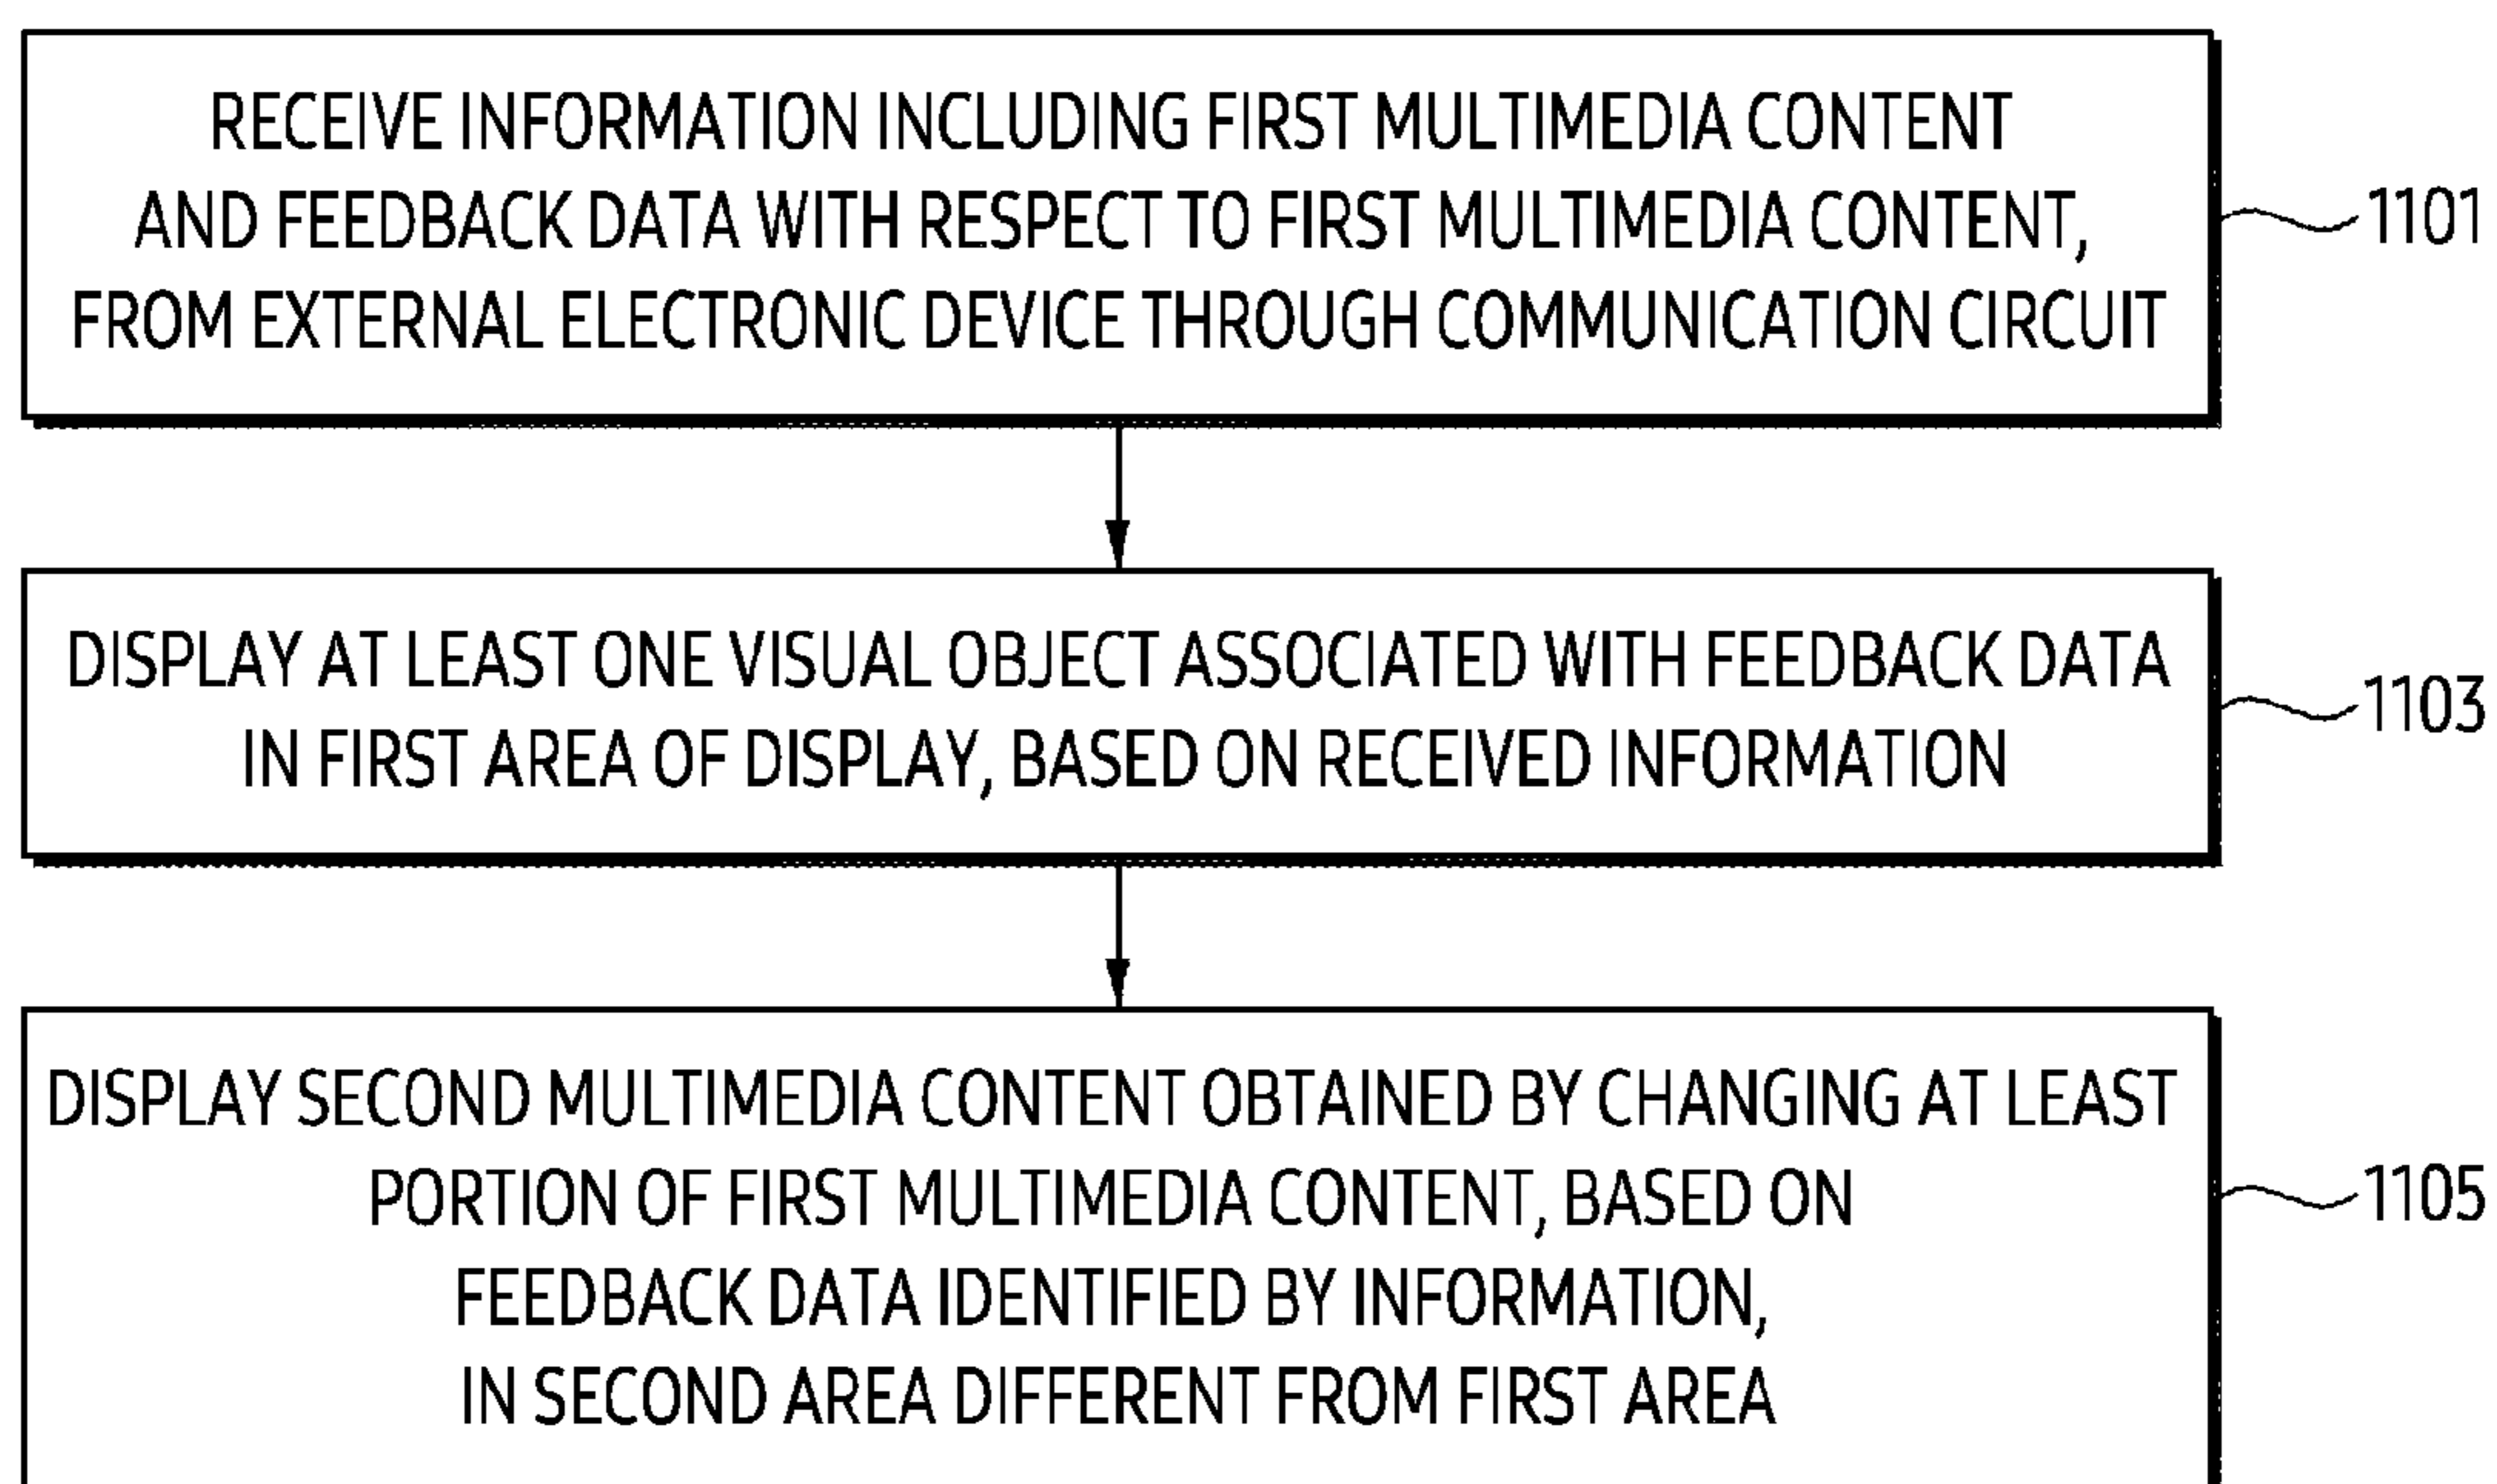 RECEIVE INFORMATION INCLUDING FIRST MULTIMEDIA CONTENT
AND FEEDBACK DATA WITH RESPECT TO FIRST MULTIMEDIA CONTENT,
FROM EXTERNAL ELECTRONIC DEVICE THROUGH COMMUNICATION CIRCUIT
1101
DISPLAY AT LEAST ONE VISUAL OBJECT ASSOCIATED WITH FEEDBACK DATA
IN FIRST AREA OF DISPLAY, BASED ON RECEIVED INFORMATION
1103
DISPLAY SECOND MULTIMEDIA CONTENT OBTAINED BY CHANGING AT LEAST
PORTION OF FIRST MULTIMEDIA CONTENT, BASED ON
FEEDBACK DATA IDENTIFIED BY INFORMATION,
IN SECOND AREA DIFFERENT FROM FIRST AREA
1105